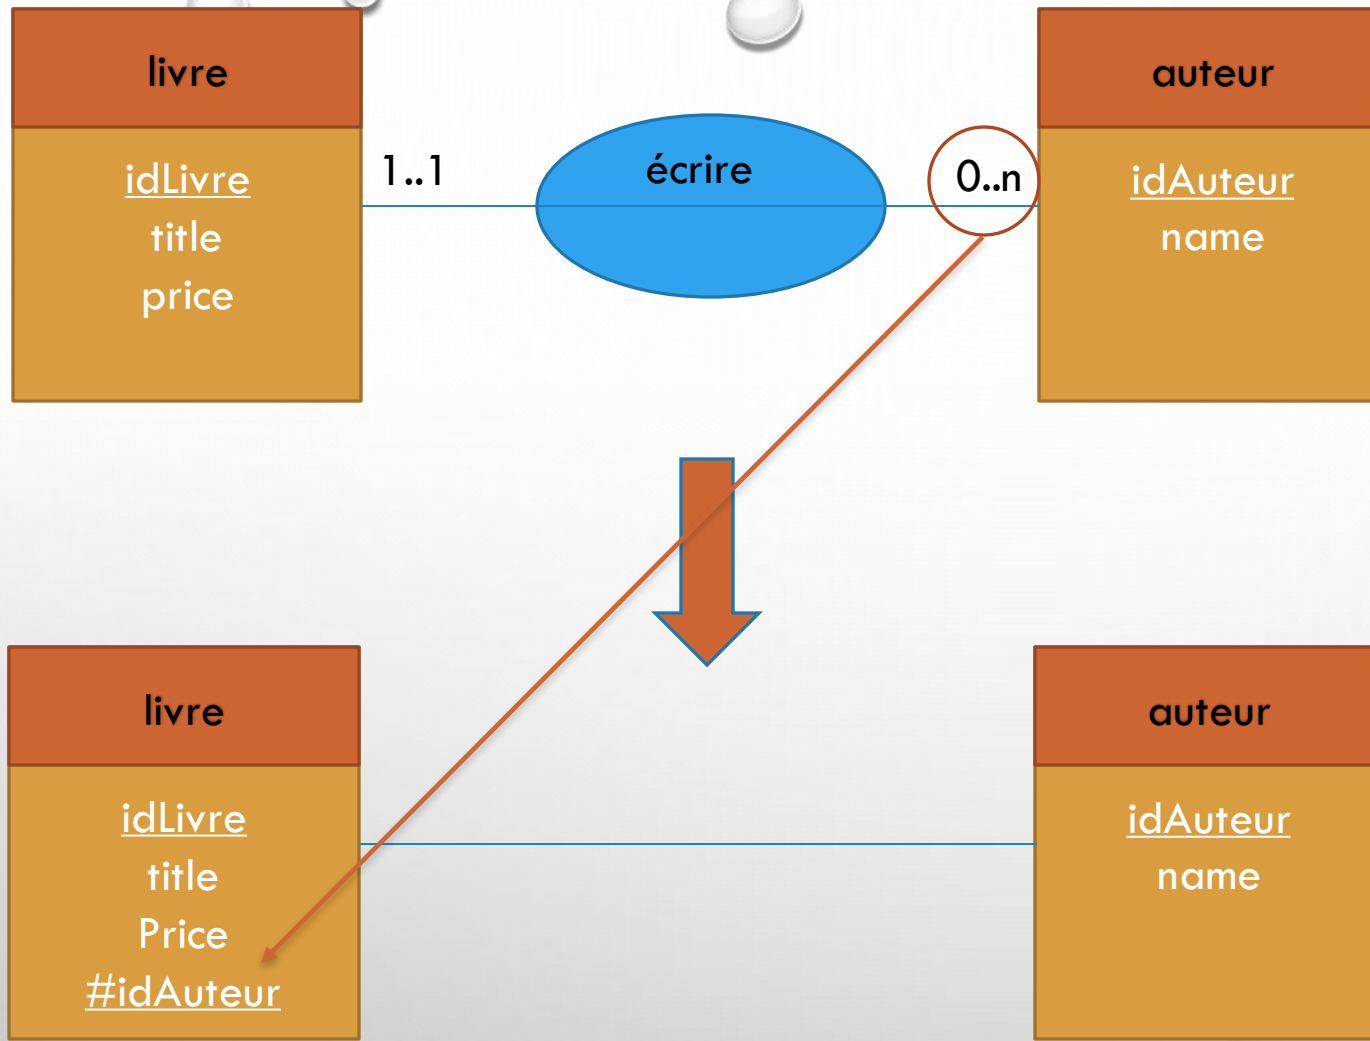 livre
auteur
1..1
écrire
0..n
idLivre
title
price
idAuteur
name
livre
auteur
idLivre
title
Price
#idAuteur
idAuteur
name